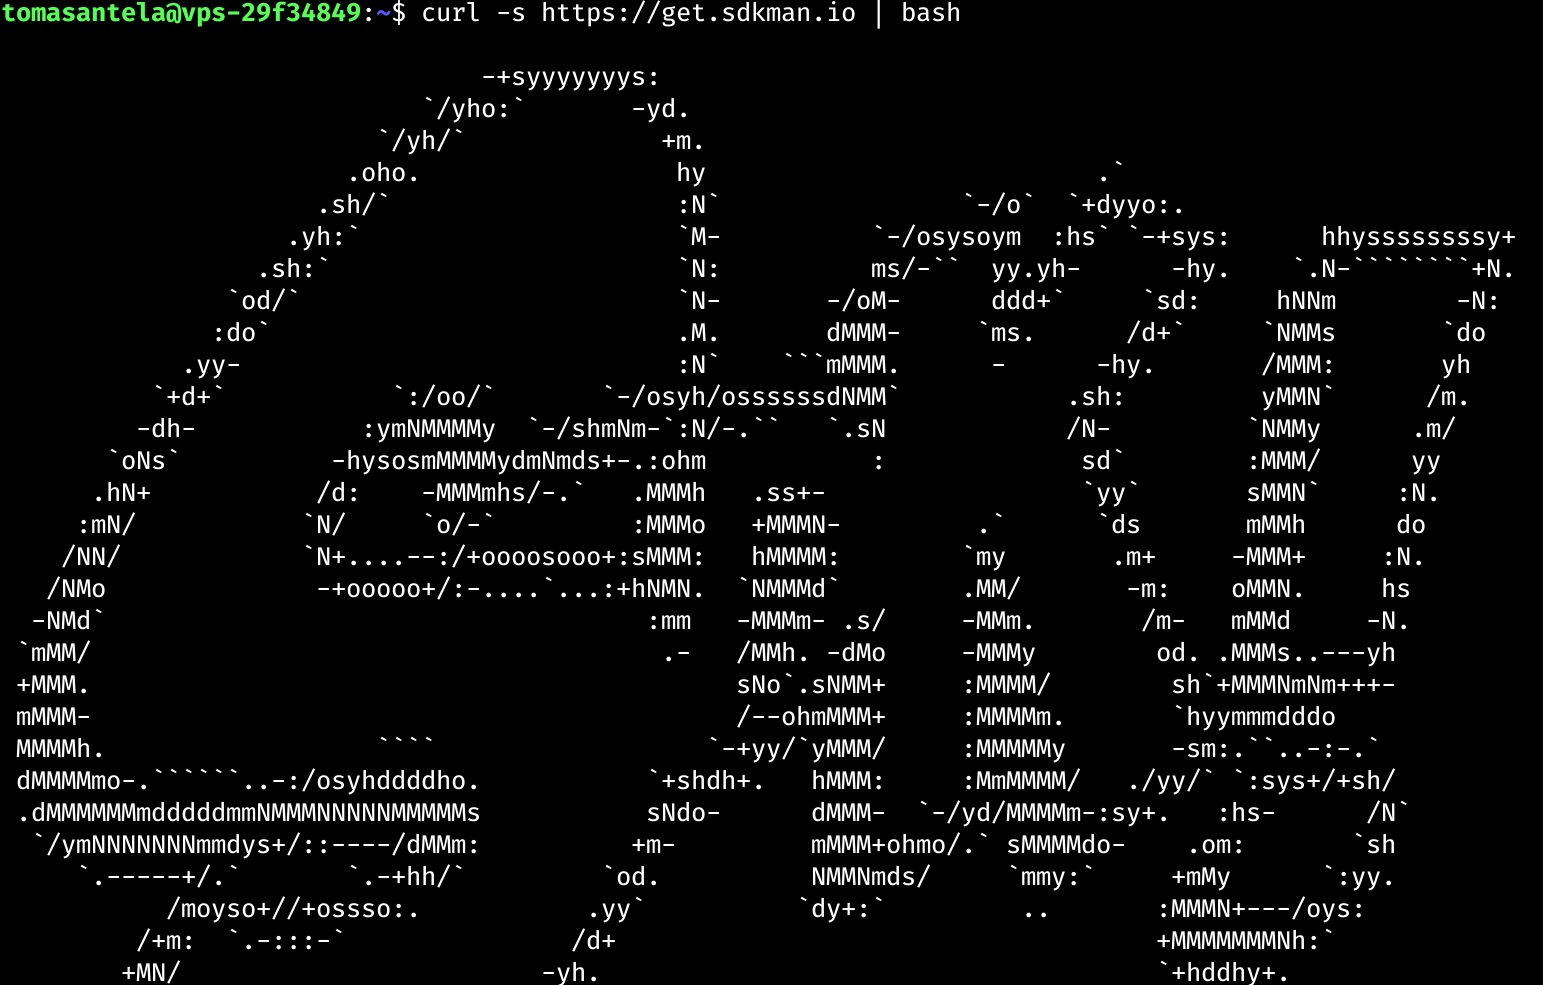 tomasantela@vps-29f34849:~$ curl -s https://get.sdkman.io | bash

                                -+syyyyyyys:
                            `/yho:`       -yd.
                         `/yh/`             +m.
                       .oho.                 hy                          .`
                     .sh/`                   :N`                `-/o`  `+dyyo:.
                   .yh:`                     `M-          `-/osysoym  :hs` `-+sys:      hhyssssssssy+
                 .sh:`                       `N:          ms/-``  yy.yh-      -hy.    `.N-````````+N.
               `od/`                         `N-       -/oM-      ddd+`     `sd:     hNNm        -N:
              :do`                           .M.       dMMM-     `ms.      /d+`     `NMMs       `do
            .yy-                             :N`    ```mMMM.      -      -hy.       /MMM:       yh
          `+d+`           `:/oo/`       `-/osyh/ossssssdNMM`           .sh:         yMMN`      /m.
         -dh-           :ymNMMMMy  `-/shmNm-`:N/-.``   `.sN            /N-         `NMMy      .m/
       `oNs`          -hysosmMMMMydmNmds+-.:ohm           :             sd`        :MMM/      yy
      .hN+           /d:    -MMMmhs/-.`   .MMMh   .ss+-                 `yy`       sMMN`     :N.
     :mN/           `N/     `o/-`         :MMMo   +MMMN-         .`      `ds       mMMh      do
    /NN/            `N+....--:/+oooosooo+:sMMM:   hMMMM:        `my       .m+     -MMM+     :N.
   /NMo              -+ooooo+/:-....`...:+hNMN.  `NMMMd`        .MM/       -m:    oMMN.     hs
  -NMd`                                    :mm   -MMMm- .s/     -MMm.       /m-   mMMd     -N.
 `mMM/                                      .-   /MMh. -dMo     -MMMy        od. .MMMs..---yh
 +MMM.                                           sNo`.sNMM+     :MMMM/        sh`+MMMNmNm+++-
 mMMM-                                           /--ohmMMM+     :MMMMm.       `hyymmmdddo
 MMMMh.                  ````                  `-+yy/`yMMM/     :MMMMMy       -sm:.``..-:-.`
 dMMMMmo-.``````..-:/osyhddddho.           `+shdh+.   hMMM:     :MmMMMM/   ./yy/` `:sys+/+sh/
 .dMMMMMMmdddddmmNMMMNNNNNMMMMMs           sNdo-      dMMM-  `-/yd/MMMMm-:sy+.   :hs-      /N`
  `/ymNNNNNNNmmdys+/::----/dMMm:          +m-         mMMM+ohmo/.` sMMMMdo-    .om:       `sh
     `.-----+/.`       `.-+hh/`         `od.          NMMNmds/     `mmy:`     +mMy      `:yy.
           /moyso+//+ossso:.           .yy`          `dy+:`         ..       :MMMN+---/oys:
         /+m:  `.-:::-`               /d+                                    +MMMMMMMNh:`
        +MN/                        -yh.                                     `+hddhy+.